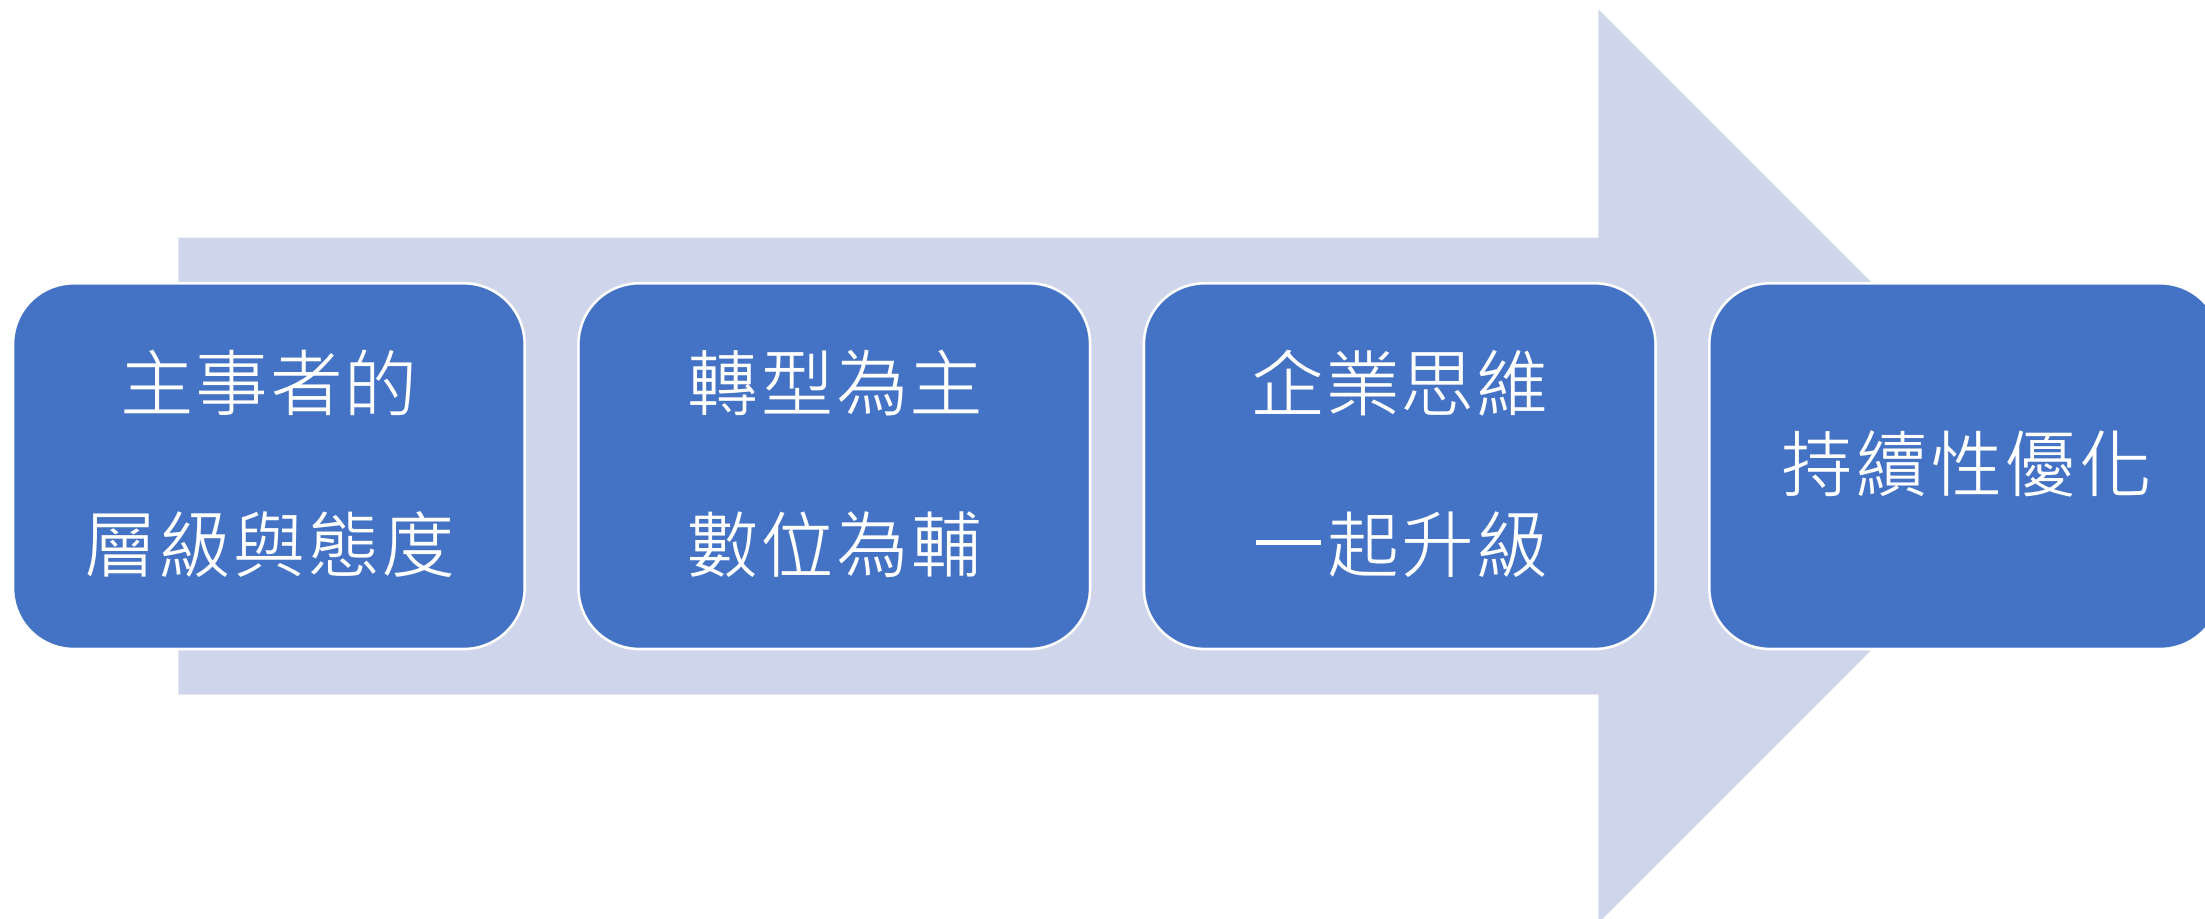 主事者的
層級與態度
轉型為主
數位為輔
企業思維
一起升級
持續性優化